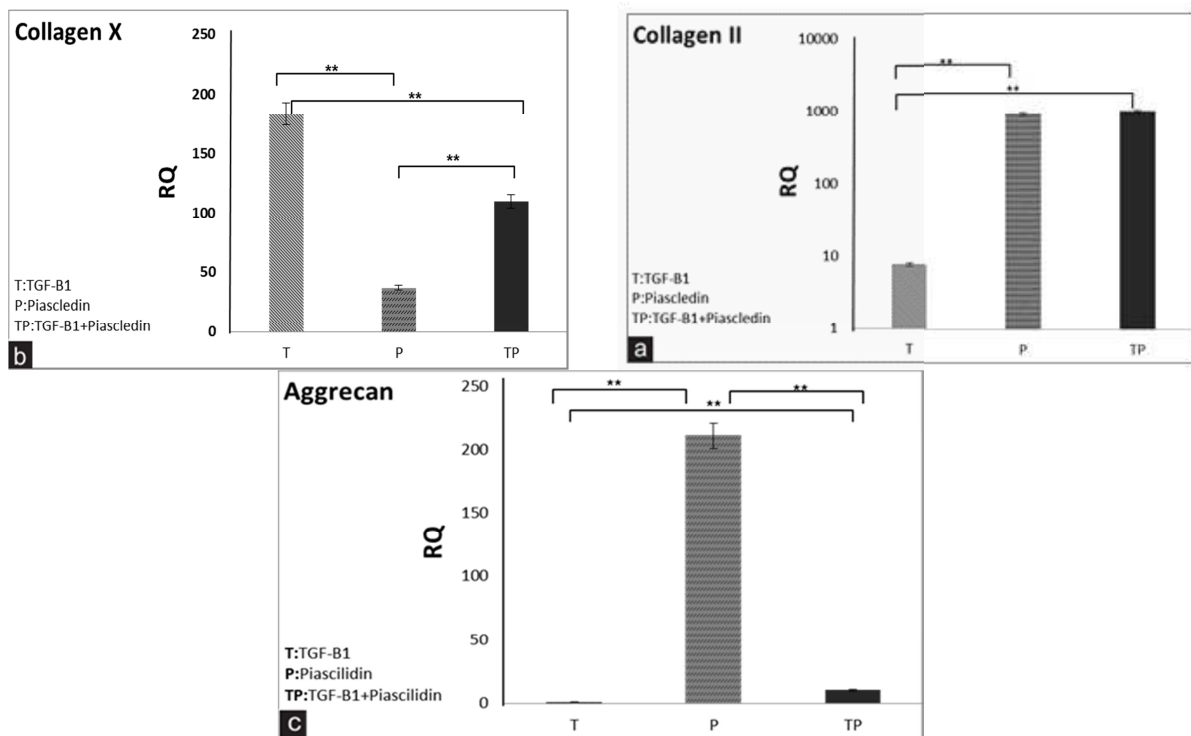 Collagen X
250
200
150
100
50
0
RQ
**
**
**
T:TGF-B1
P:Piascledin
TP:TGF-B1+Piascledin
T P TP
b
Collagen II
10000
1000
100
10
1
RQ
**
**
T:TGF-B1
P:Piascledin
TP:TGF-B1+Piascledin
T P TP
a
Aggrecan
250
200
150
100
50
0
RQ
** **
**
T:TGF-B1
P:Piascilidin
TP:TGF-B1+Piascilidin
T P TP
c